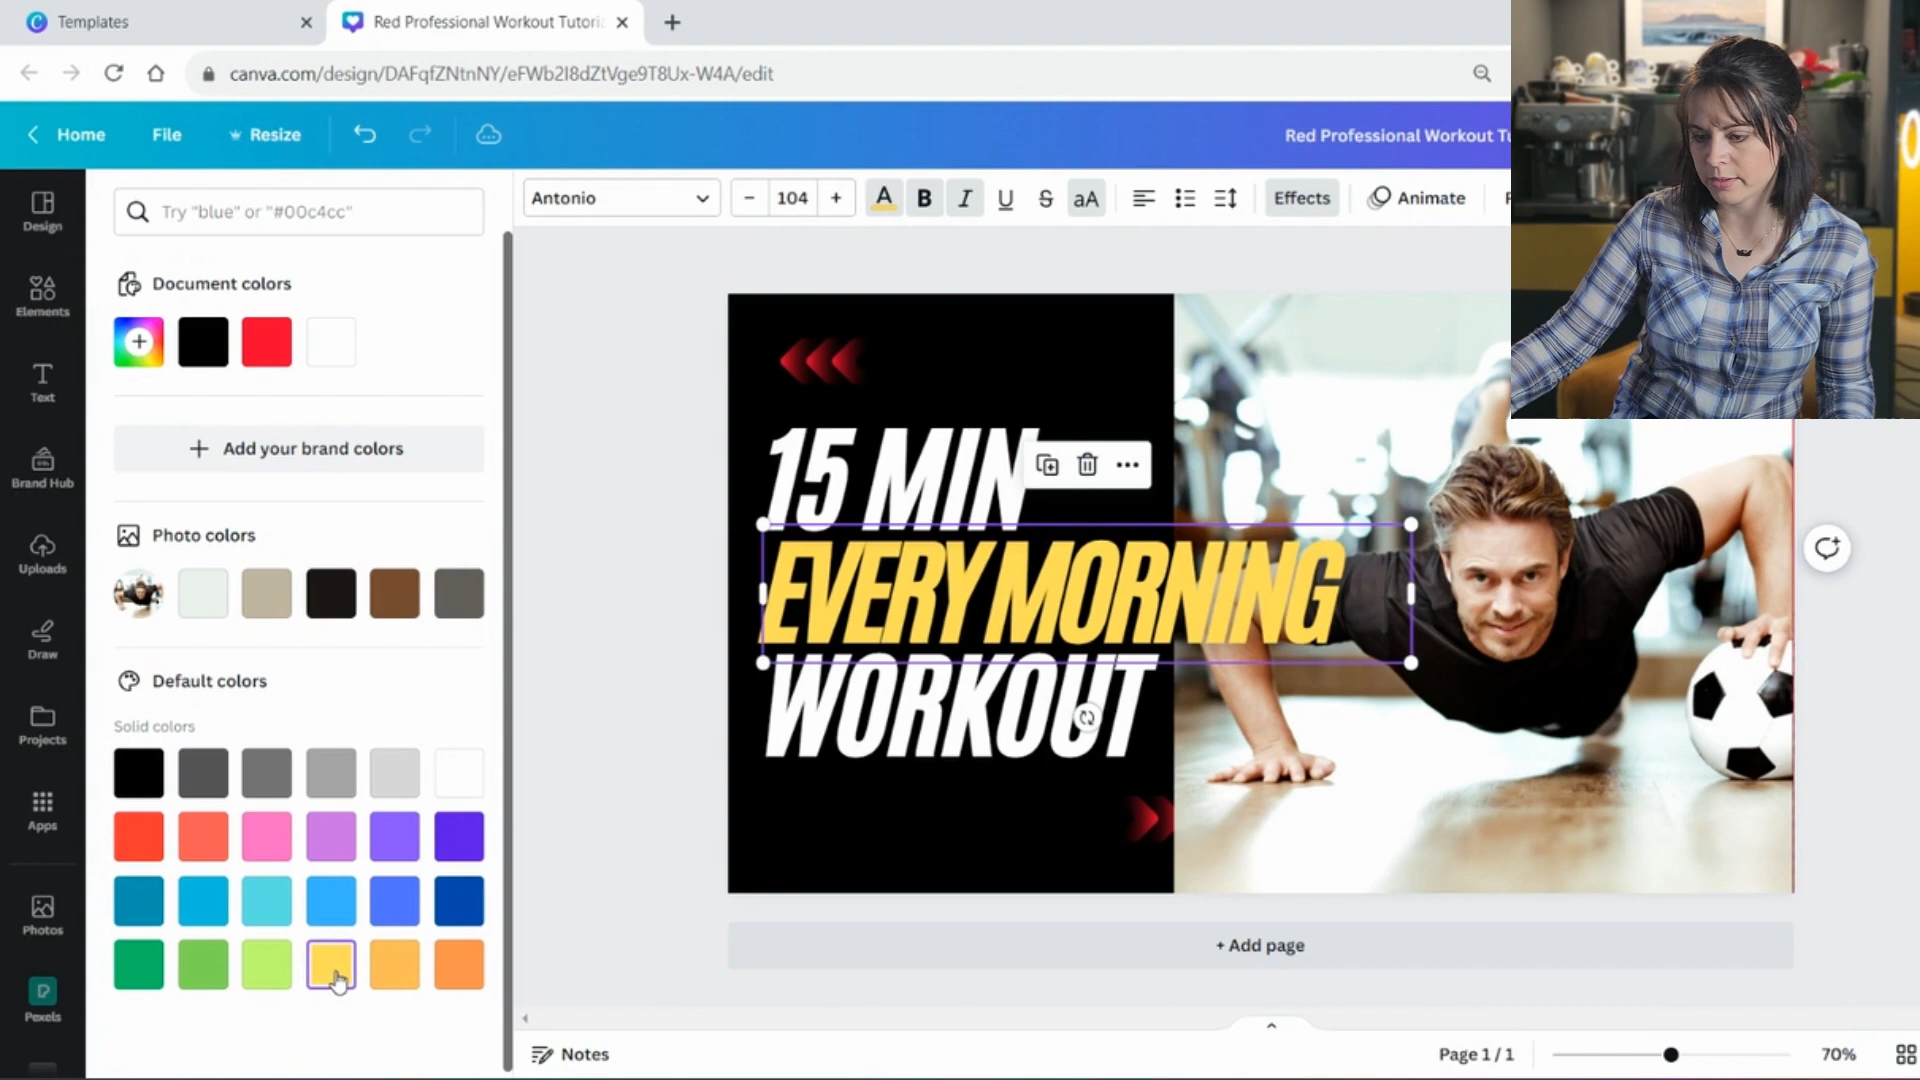 Templates
Red Professional Workout Tutori
canva.com/design/DAFqfZNtnNY/eFWb2I8dZtVge9T8Ux-W4A/edit
Home File Resize
Red Professional Workout Tu
Try "blue" or "#00c4cc"
Antonio - 104 + A B I U S aA Effects Animate
Design
Elements
Text
Brand Hub
Uploads
Draw
Projects
Apps
Photos
Pexels
Document colors
+ Add your brand colors
Photo colors
Default colors
Solid colors
15 MIN
EVERY MORNING
WORKOUT
+ Add page
Notes
Page 1 / 1
70%